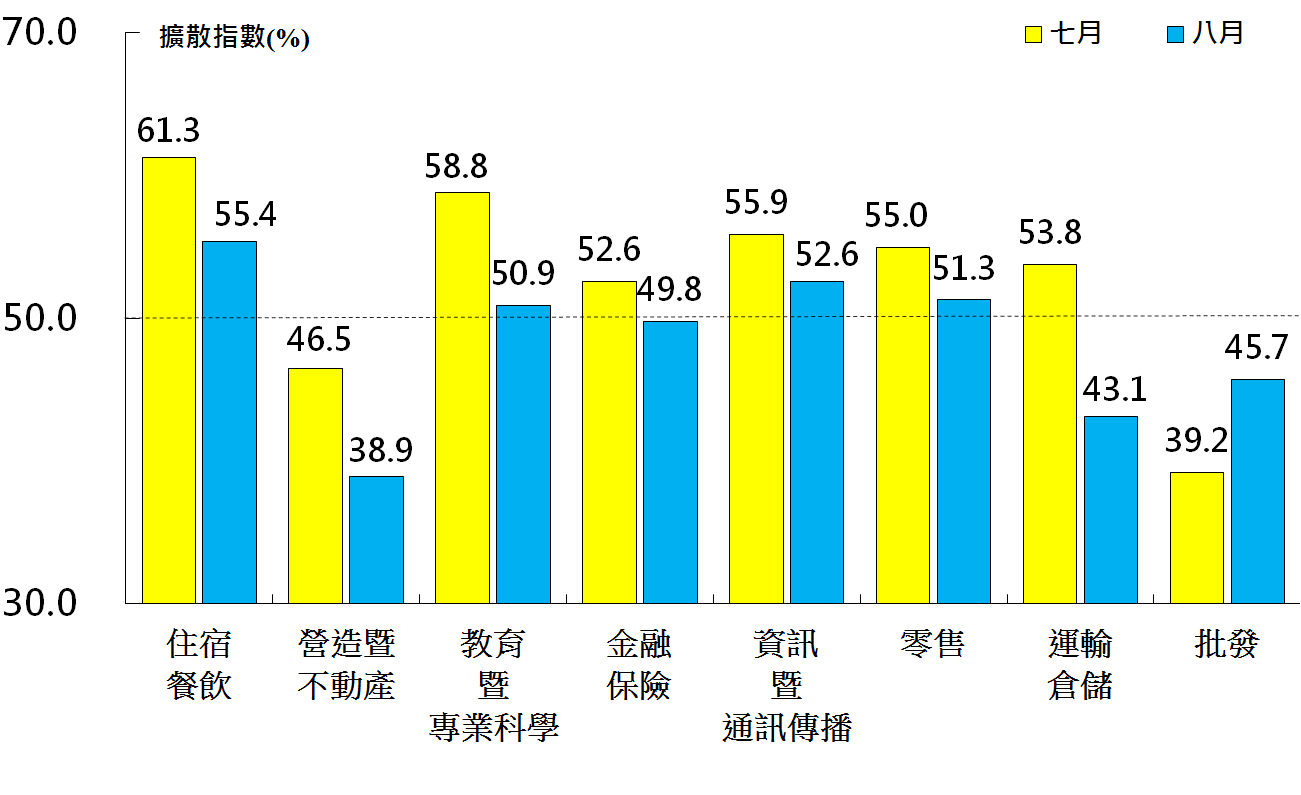 70.0
擴散指數(%)
七月
八月
61.3
55.4
46.5
38.9
58.8
50.9
52.6
49.8
55.9
52.6
55.0
51.3
53.8
43.1
39.2
45.7
50.0
30.0
住宿
餐飲
營造暨
不動產
教育
暨
專業科學
金融
保險
資訊
暨
通訊傳播
零售
運輸
倉儲
批發